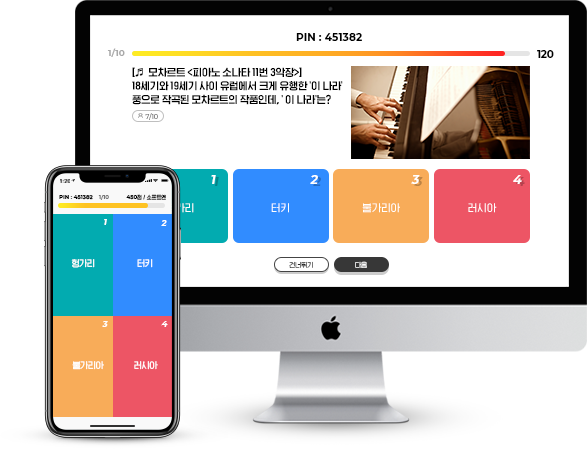 PIN : 451382
1/10
120
[♬ 모차르트 <피아노 소나타 11번 3악장>]
18세기와 19세기 사이 유럽에서 크게 유행한 '이 나라'
풍으로 작곡된 모차르트의 작품인데, ' 이 나라'는?
7/10
1
가리
2
터키
3
불가리아
4
러시아
건너뛰기
다음
1:20
PIN : 451382
1/10
480점 / 소프트콘
1
헝가리
2
터키
3
불가리아
4
러시아